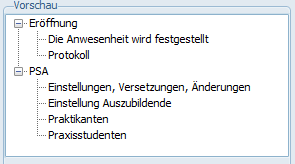 Vorschau
Eröffnung
Die Anwesenheit wird festgestellt
Protokoll
PSA
Einstellungen, Versetzungen, Änderungen
Einstellung Auszubildende
Praktikanten
Praxisstudenten